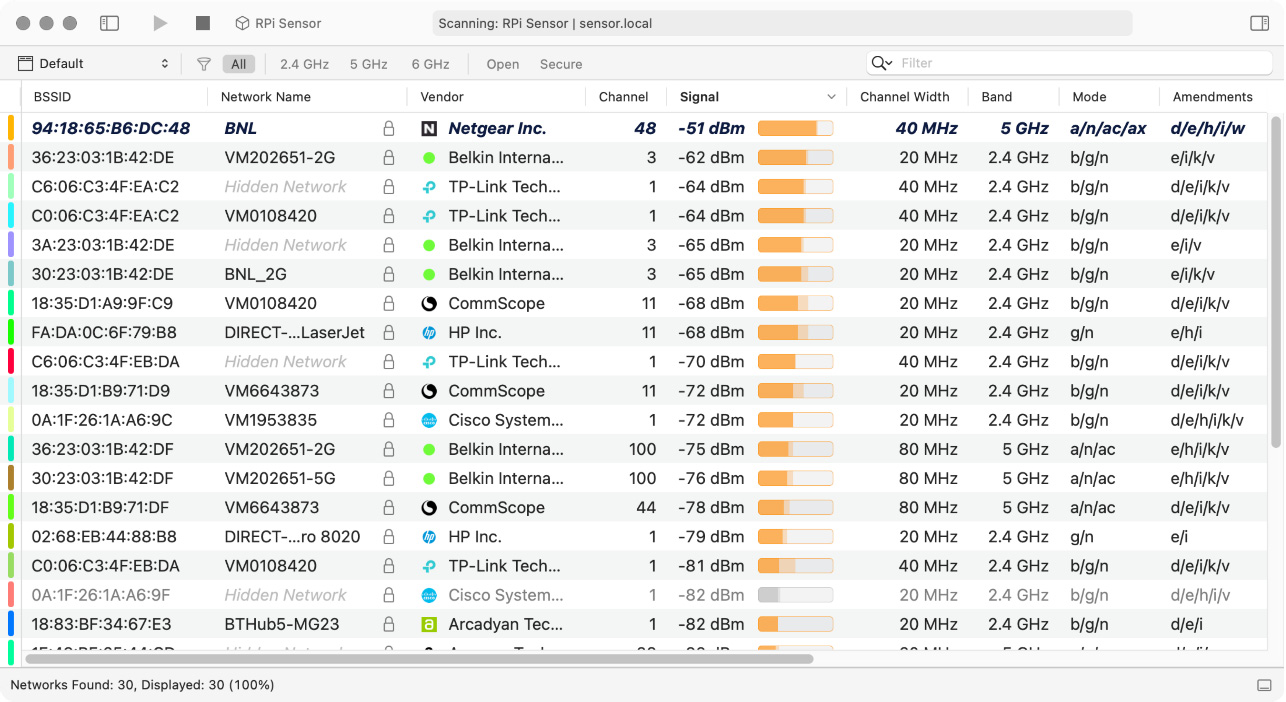 RPi Sensor Scanning: RPi Sensor | sensor.local
Default All 2.4 GHz 5 GHz 6 GHz Open Secure Filter
BSSID Network Name Vendor Channel Signal Channel Width Band Mode Amendments
94:18:65:B6:DC:48 BNL N Netgear Inc. 48 -51 dBm 40 MHz 5 GHz a/n/ac/ax d/e/h/i/w
36:23:03:1B:42:DE VM202651-2G Belkin Interna... 3 -62 dBm 20 MHz 2.4 GHz b/g/n e/i/k/v
C6:06:C3:4F:EA:C2 Hidden Network TP-Link Tech... 1 -64 dBm 40 MHz 2.4 GHz b/g/n d/e/i/k/v
C0:06:C3:4F:EA:C2 VM0108420 TP-Link Tech... 1 -64 dBm 40 MHz 2.4 GHz b/g/n d/e/i/k/v
3A:23:03:1B:42:DE Hidden Network Belkin Interna... 3 -65 dBm 20 MHz 2.4 GHz b/g/n e/i/v
30:23:03:1B:42:DE BNL_2G Belkin Interna... 3 -65 dBm 20 MHz 2.4 GHz b/g/n e/i/k/v
18:35:D1:A9:9F:C9 VM0108420 CommScope 11 -68 dBm 20 MHz 2.4 GHz b/g/n d/e/i/k/v
FA:DA:0C:6F:79:B8 DIRECT-...LaserJet hp HP Inc. 11 -68 dBm 20 MHz 2.4 GHz g/n e/h/i
C6:06:C3:4F:EB:DA Hidden Network TP-Link Tech... 1 -70 dBm 40 MHz 2.4 GHz b/g/n d/e/i/k/v
18:35:D1:B9:71:D9 VM6643873 CommScope 11 -72 dBm 20 MHz 2.4 GHz b/g/n d/e/i/k/v
0A:1F:26:1A:A6:9C VM1953835 Cisco System... 1 -72 dBm 20 MHz 2.4 GHz b/g/n d/e/h/i/k/v
36:23:03:1B:42:DF VM202651-2G Belkin Interna... 100 -75 dBm 80 MHz 5 GHz a/n/ac e/h/i/k/v
30:23:03:1B:42:DF VM202651-5G Belkin Interna... 100 -76 dBm 80 MHz 5 GHz a/n/ac e/h/i/k/v
18:35:D1:B9:71:DF VM6643873 CommScope 44 -78 dBm 80 MHz 5 GHz a/n/ac d/e/i/k/v
02:68:EB:44:88:B8 DIRECT-...ro 8020 hp HP Inc. 1 -79 dBm 20 MHz 2.4 GHz g/n e/i
C0:06:C3:4F:EB:DA VM0108420 TP-Link Tech... 1 -81 dBm 40 MHz 2.4 GHz b/g/n d/e/i/k/v
0A:1F:26:1A:A6:9F Hidden Network Cisco System... 1 -82 dBm 20 MHz 2.4 GHz b/g/n d/e/h/i/v
18:83:BF:34:67:E3 BTHub5-MG23 a Arcadyan Tec... 1 -82 dBm 20 MHz 2.4 GHz b/g/n d/e/i
Networks Found: 30, Displayed: 30 (100%)